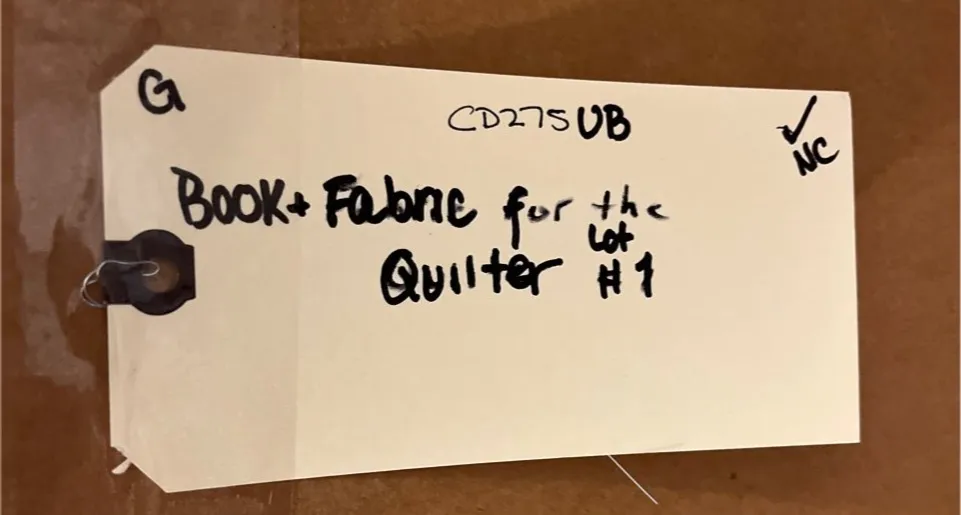 G
CD275UB
✓
NC
Book + Fabric for the
Quilter Lot
#1